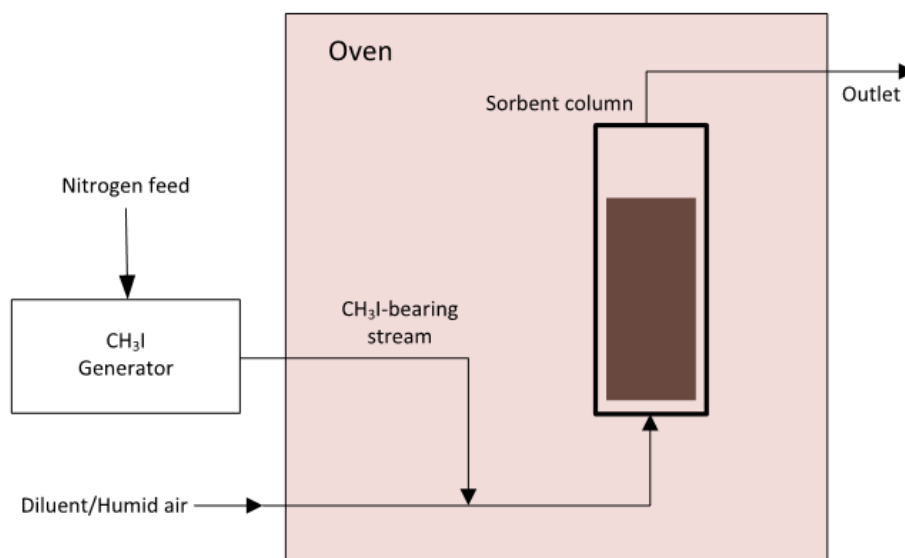 Oven
Sorbent column
Outlet
Nitrogen feed
CH₃I-bearing
stream
CH₃I
Generator
Diluent/Humid air